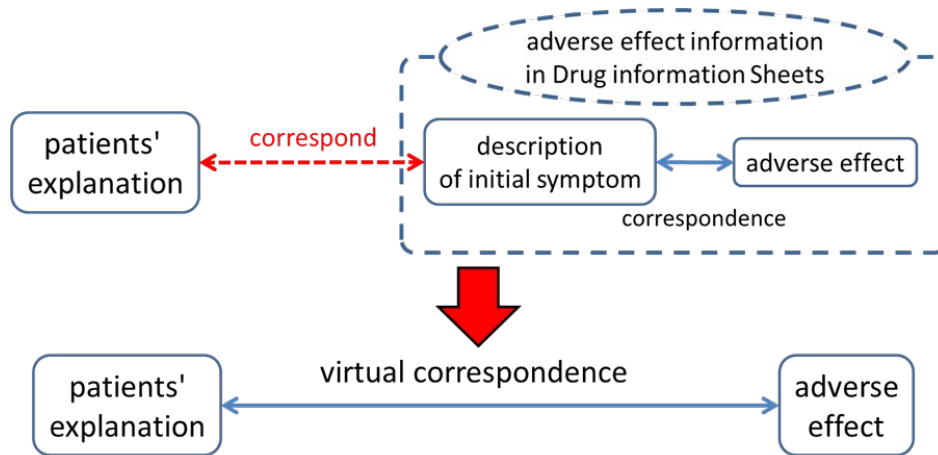 adverse effect information
in Drug information Sheets
patients'
explanation
correspond
description
of initial symptom
adverse effect
correspondence
virtual correspondence
patients'
explanation
adverse
effect